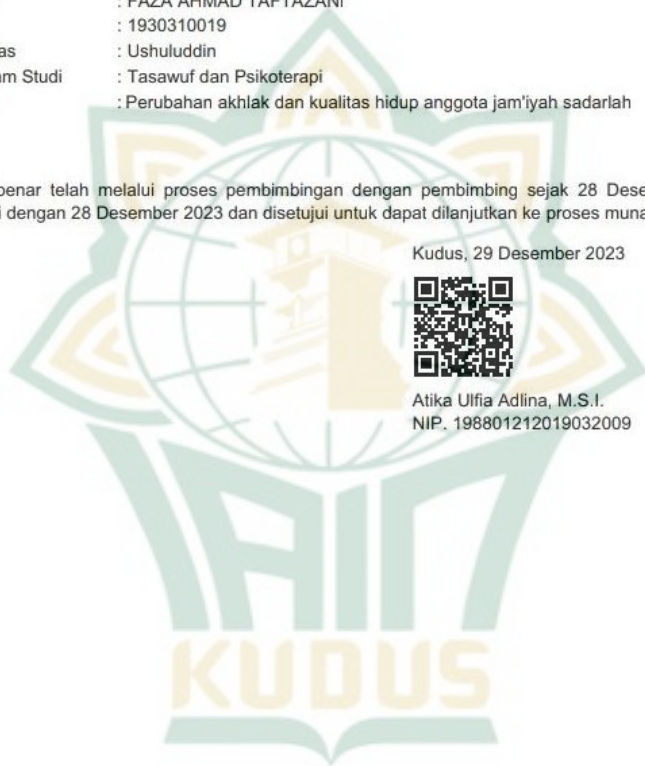 : FAZA AHMAD TAFTAZANI
: 1930310019
as : Ushuluddin
am Studi : Tasawuf dan Psikoterapi
: Perubahan akhlak dan kualitas hidup anggota jam'iyah sadarlah
benar telah melalui proses pembimbingan dengan pembimbing sejak 28 Dese
i dengan 28 Desember 2023 dan disetujui untuk dapat dilanjutkan ke proses muna
Kudus, 29 Desember 2023
Atika Ulfia Adlina, M.S.I.
NIP. 198801212019032009
IAIN
KUDUS